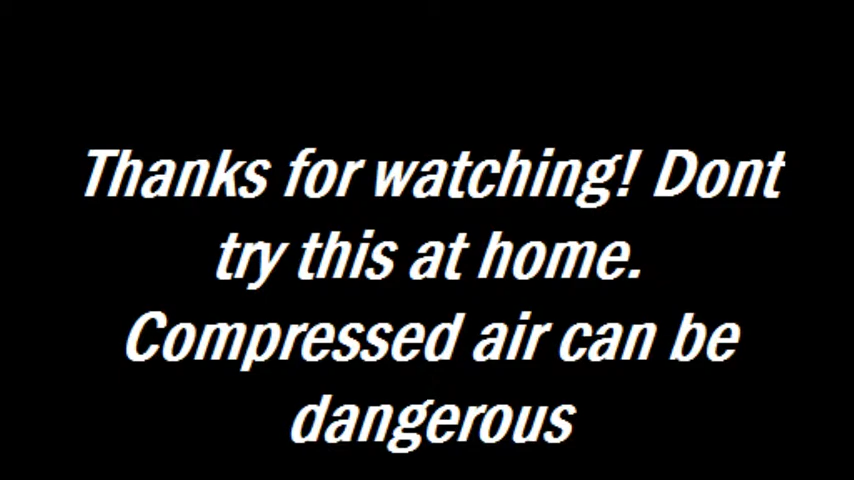 Thanks for watching! Dont
try this at home.
Compressed air can be
dangerous